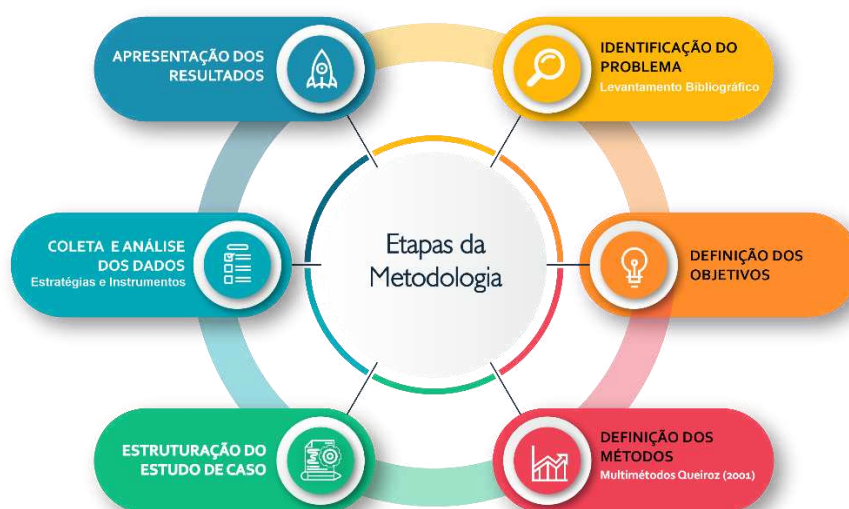 APRESENTAÇÃO DOS
RESULTADOS
IDENTIFICAÇÃO DO
PROBLEMA
Levantamento Bibliográfico
COLETA E ANÁLISE
DOS DADOS
Estratégias e Instrumentos
Etapas da
Metodologia
DEFINIÇÃO DOS
OBJETIVOS
ESTRUTURAÇÃO DO
ESTUDO DE CASO
DEFINIÇÃO DOS
MÉTODOS
Multimétodos Queiroz (2001)